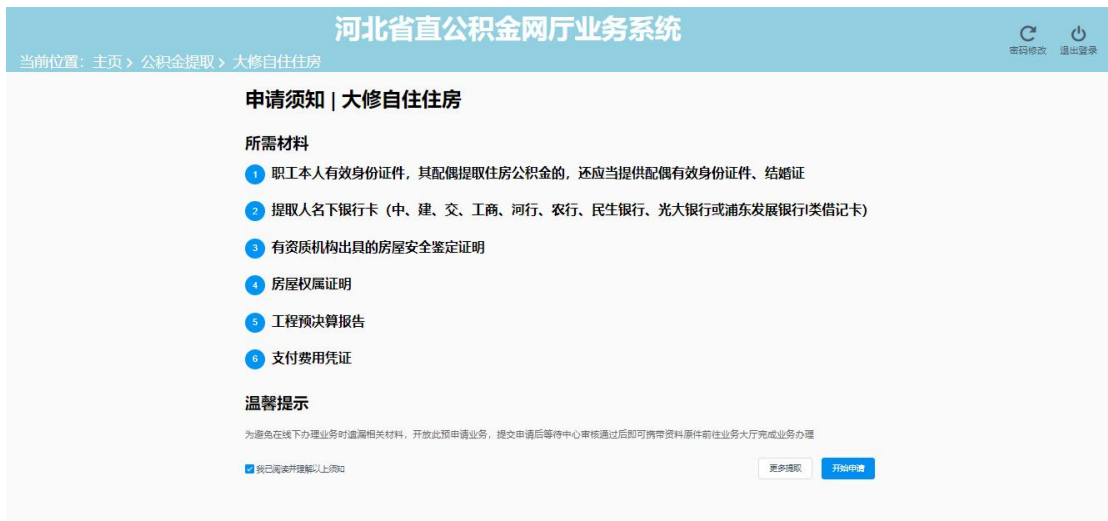 河北省直公积金网厅业务系统
密码修改 退出登录
当前位置：主页 > 公积金提取 > 大修自住住房
申请须知 | 大修自住住房
所需材料
1 职工本人有效身份证件，其配偶提取住房公积金的，还应当提供配偶有效身份证件、结婚证
2 提取人名下银行卡（中、建、交、工商、河行、农行、民生银行、光大银行或浦东发展银行I类借记卡）
3 有资质机构出具的房屋安全鉴定证明
4 房屋权属证明
5 工程预决算报告
6 支付费用凭证
温馨提示
为避免在线下办理业务时遗漏相关材料，开放此预申请业务，提交申请后等待中心审核通过后即可携带资料原件前往业务大厅完成业务办理
我已阅读并理解以上须知
更多提取 开始申请